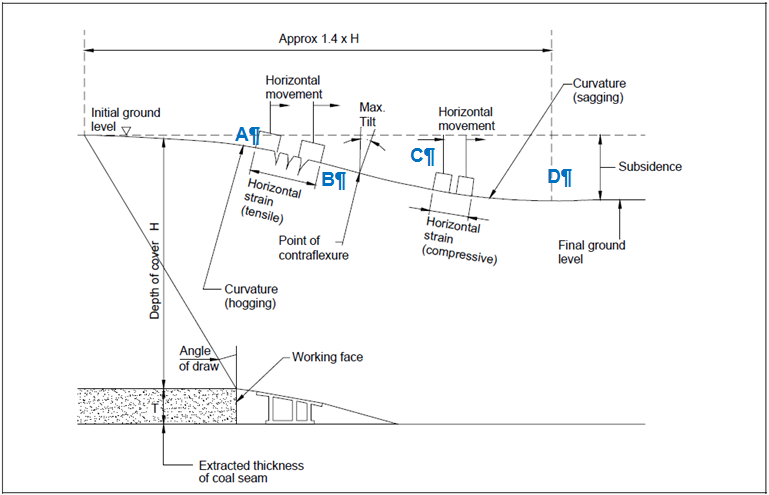 Approx 1.4 x H
Horizontal
movement
Max.
Tilt
Horizontal
movement
Curvature
(sagging)
Initial ground
level
A¶
B¶
C¶
D¶
Subsidence
Horizontal
strain
(tensile)
Horizontal
strain
(compressive)
Point of
contraflexure
Final ground
level
Depth of cover H
Curvature
(hogging)
Angle
of draw
Working face
T
Extracted thickness
of coal seam